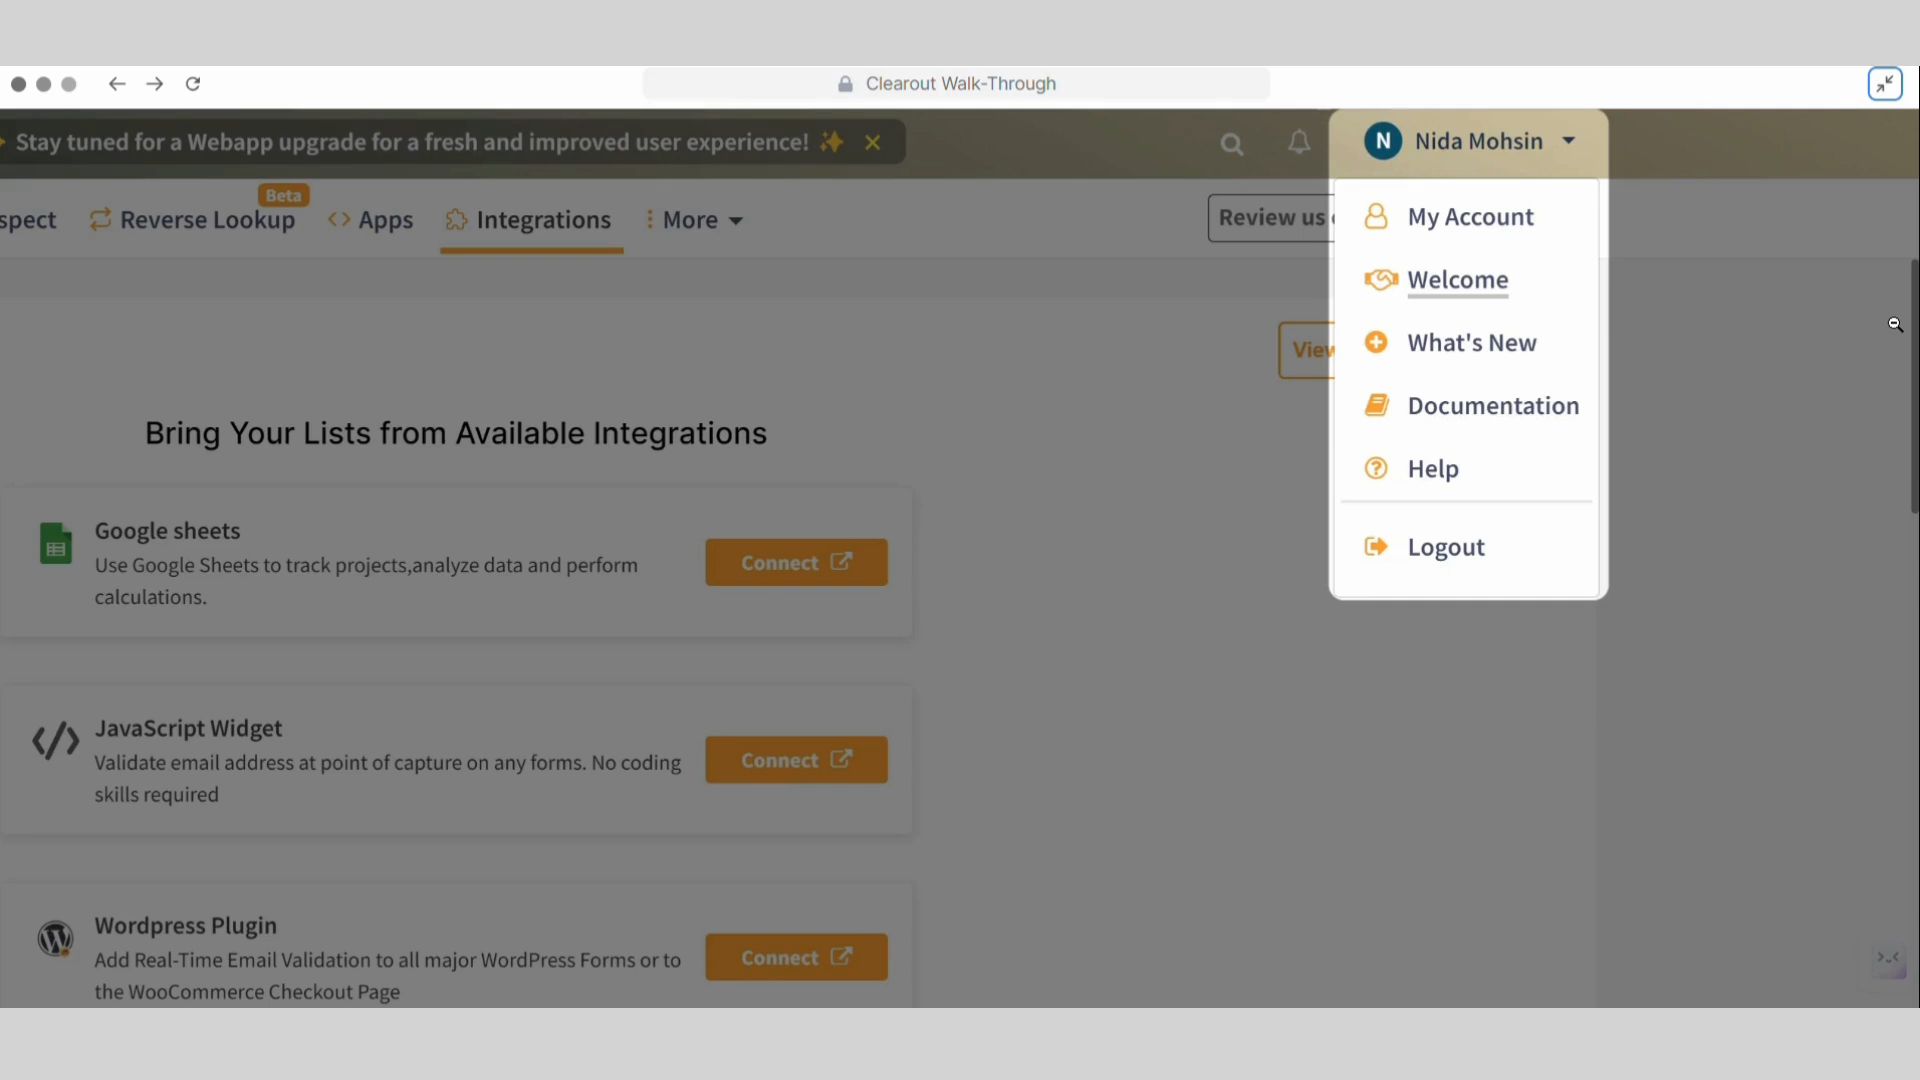 Clearout Walk-Through
Stay tuned for a Webapp upgrade for a fresh and improved user experience! ✨
N Nida Mohsin
spect
Reverse Lookup
Beta
Apps
Integrations
More
Review us
My Account
Welcome
What's New
Documentation
Help
Logout
View
Bring Your Lists from Available Integrations
Google sheets
Use Google Sheets to track projects,analyze data and perform
calculations.
Connect
JavaScript Widget
Validate email address at point of capture on any forms. No coding
skills required
Connect
Wordpress Plugin
Add Real-Time Email Validation to all major WordPress Forms or to
the WooCommerce Checkout Page
Connect